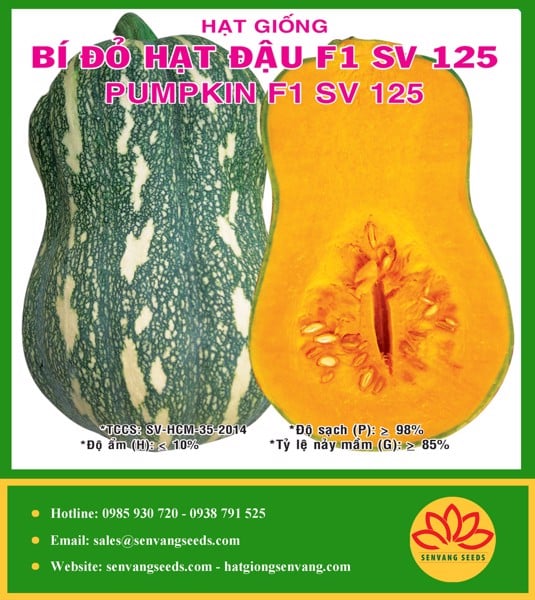 HẠT GIỐNG
BÍ ĐỎ HẠT ĐẬU F1 SV 125
PUMPKIN F1 SV 125
*TCCS: SV-HCM-35-2014
*Độ sạch (P): ≥ 98%
*Độ ẩm (H): ≤ 10%
*Tỷ lệ nảy mầm (G): ≥ 85%
Hotline: 0985 930 720 - 0938 791 525
Email: sales@senvangseeds.com
Website: senvangseeds.com - hatgiongsenvang.com
SENVANG SEEDS